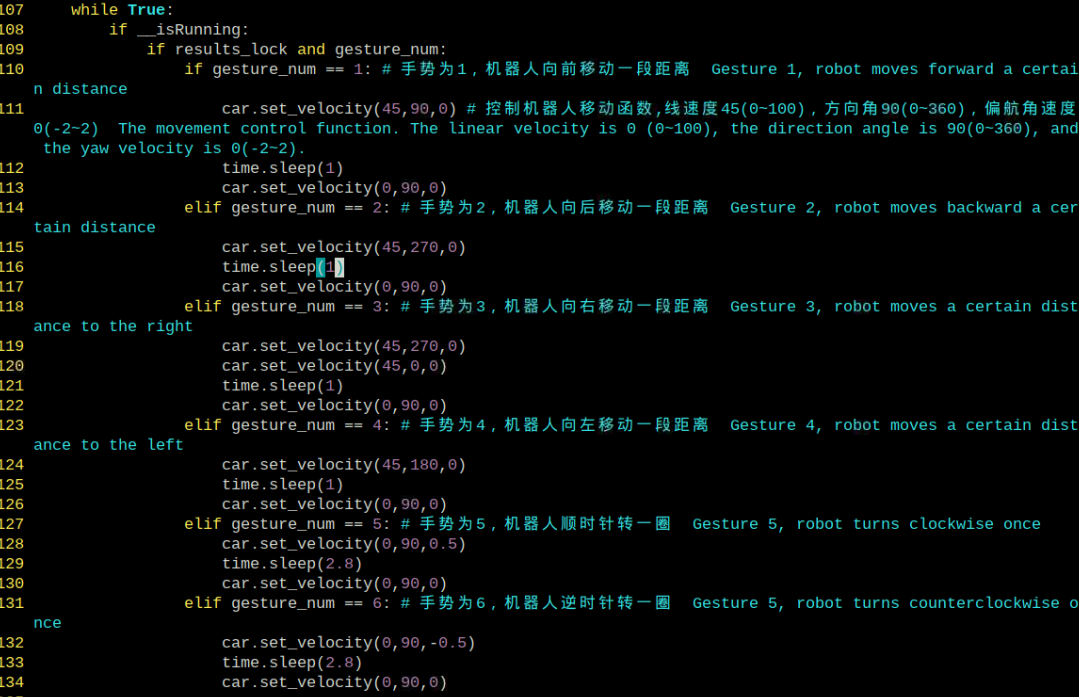 107     while True:
108         if __isRunning:
109             if results_lock and gesture_num:
110                 if gesture_num == 1: # 手势为1，机器人向前移动一段距离  Gesture 1, robot moves forward a certai
n distance
111                     car.set_velocity(45,90,0) # 控制机器人移动函数,线速度45(0~100)，方向角90(0~360)，偏航角速度
0(-2~2)  The movement control function. The linear velocity is 0 (0~100), the direction angle is 90(0~360), and
 the yaw velocity is 0(-2~2).
112                     time.sleep(1)
113                     car.set_velocity(0,90,0)
114                 elif gesture_num == 2: # 手势为2，机器人向后移动一段距离  Gesture 2, robot moves backward a cer
tain distance
115                     car.set_velocity(45,270,0)
116                     time.sleep(1)
117                     car.set_velocity(0,90,0)
118                 elif gesture_num == 3: # 手势为3，机器人向右移动一段距离  Gesture 3, robot moves a certain dist
ance to the right
119                     car.set_velocity(45,270,0)
120                     car.set_velocity(45,0,0)
121                     time.sleep(1)
122                     car.set_velocity(0,90,0)
123                 elif gesture_num == 4: # 手势为4，机器人向左移动一段距离  Gesture 4, robot moves a certain dist
ance to the left
124                     car.set_velocity(45,180,0)
125                     time.sleep(1)
126                     car.set_velocity(0,90,0)
127                 elif gesture_num == 5: # 手势为5，机器人顺时针转一圈  Gesture 5, robot turns clockwise once
128                     car.set_velocity(0,90,0.5)
129                     time.sleep(2.8)
130                     car.set_velocity(0,90,0)
131                 elif gesture_num == 6: # 手势为6，机器人逆时针转一圈  Gesture 5, robot turns counterclockwise o
nce
132                     car.set_velocity(0,90,-0.5)
133                     time.sleep(2.8)
134                     car.set_velocity(0,90,0)